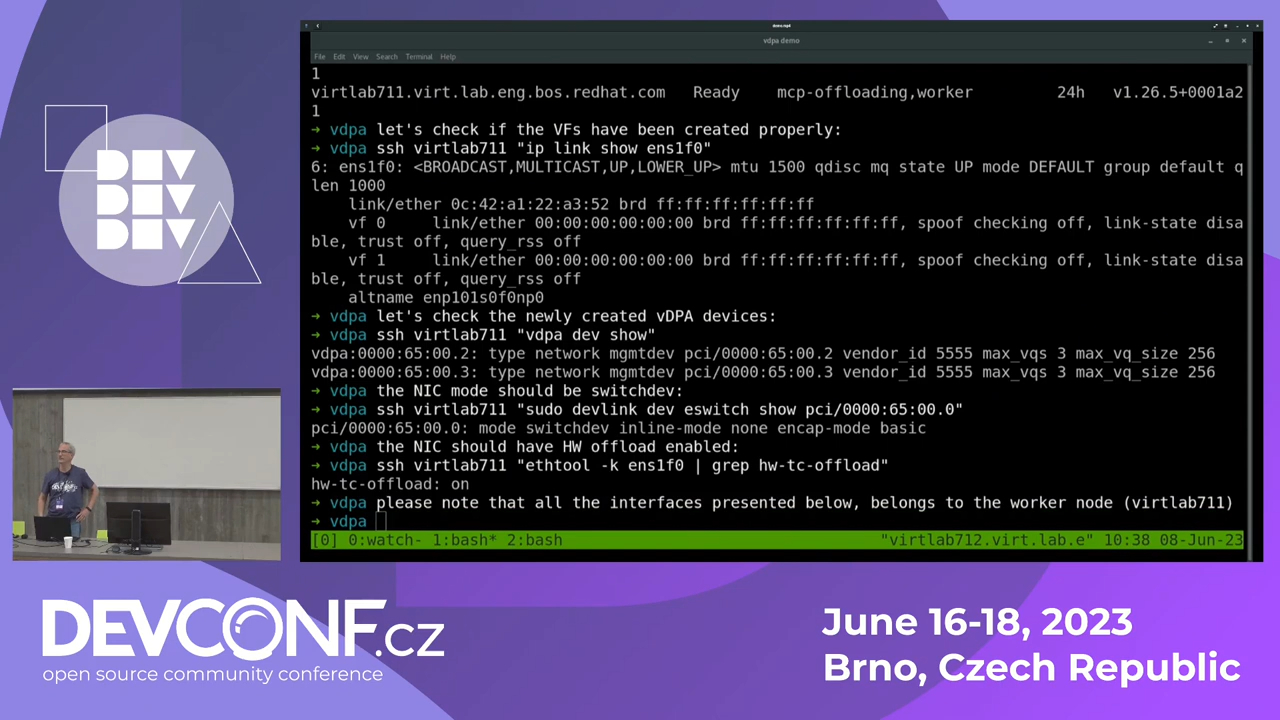 demo.mp4
vdpa demo
File Edit View Search Terminal Help
1
virtlab711.virt.lab.eng.bos.redhat.com Ready mcp-offloading,worker 24h v1.26.5+0001a2
1
→ vdpa let's check if the VFs have been created properly:
→ vdpa ssh virtlab711 "ip link show ens1f0"
6: ens1f0: <BROADCAST,MULTICAST,UP,LOWER_UP> mtu 1500 qdisc mq state UP mode DEFAULT group default q
len 1000
link/ether 0c:42:a1:22:a3:52 brd ff:ff:ff:ff:ff:ff
vf 0 link/ether 00:00:00:00:00:00 brd ff:ff:ff:ff:ff:ff, spoof checking off, link-state disa
ble, trust off, query_rss off
vf 1 link/ether 00:00:00:00:00:00 brd ff:ff:ff:ff:ff:ff, spoof checking off, link-state disa
ble, trust off, query_rss off
altname enp101s0f0np0
→ vdpa let's check the newly created vDPA devices:
→ vdpa ssh virtlab711 "vdpa dev show"
vdpa:0000:65:00.2: type network mgmtdev pci/0000:65:00.2 vendor_id 5555 max_vqs 3 max_vq_size 256
vdpa:0000:65:00.3: type network mgmtdev pci/0000:65:00.3 vendor_id 5555 max_vqs 3 max_vq_size 256
→ vdpa the NIC mode should be switchdev:
→ vdpa ssh virtlab711 "sudo devlink dev eswitch show pci/0000:65:00.0"
pci/0000:65:00.0: mode switchdev inline-mode none encap-mode basic
→ vdpa the NIC should have HW offload enabled:
→ vdpa ssh virtlab711 "ethtool -k ens1f0 | grep hw-tc-offload"
hw-tc-offload: on
→ vdpa please note that all the interfaces presented below, belongs to the worker node (virtlab711)
→ vdpa
[0] 0:watch- 1:bash* 2:bash "virtlab712.virt.lab.e" 10:38 08-Jun-23
DEV
DEV
DEV
DEVCONF.cz
open source community conference
June 16-18, 2023
Brno, Czech Republic